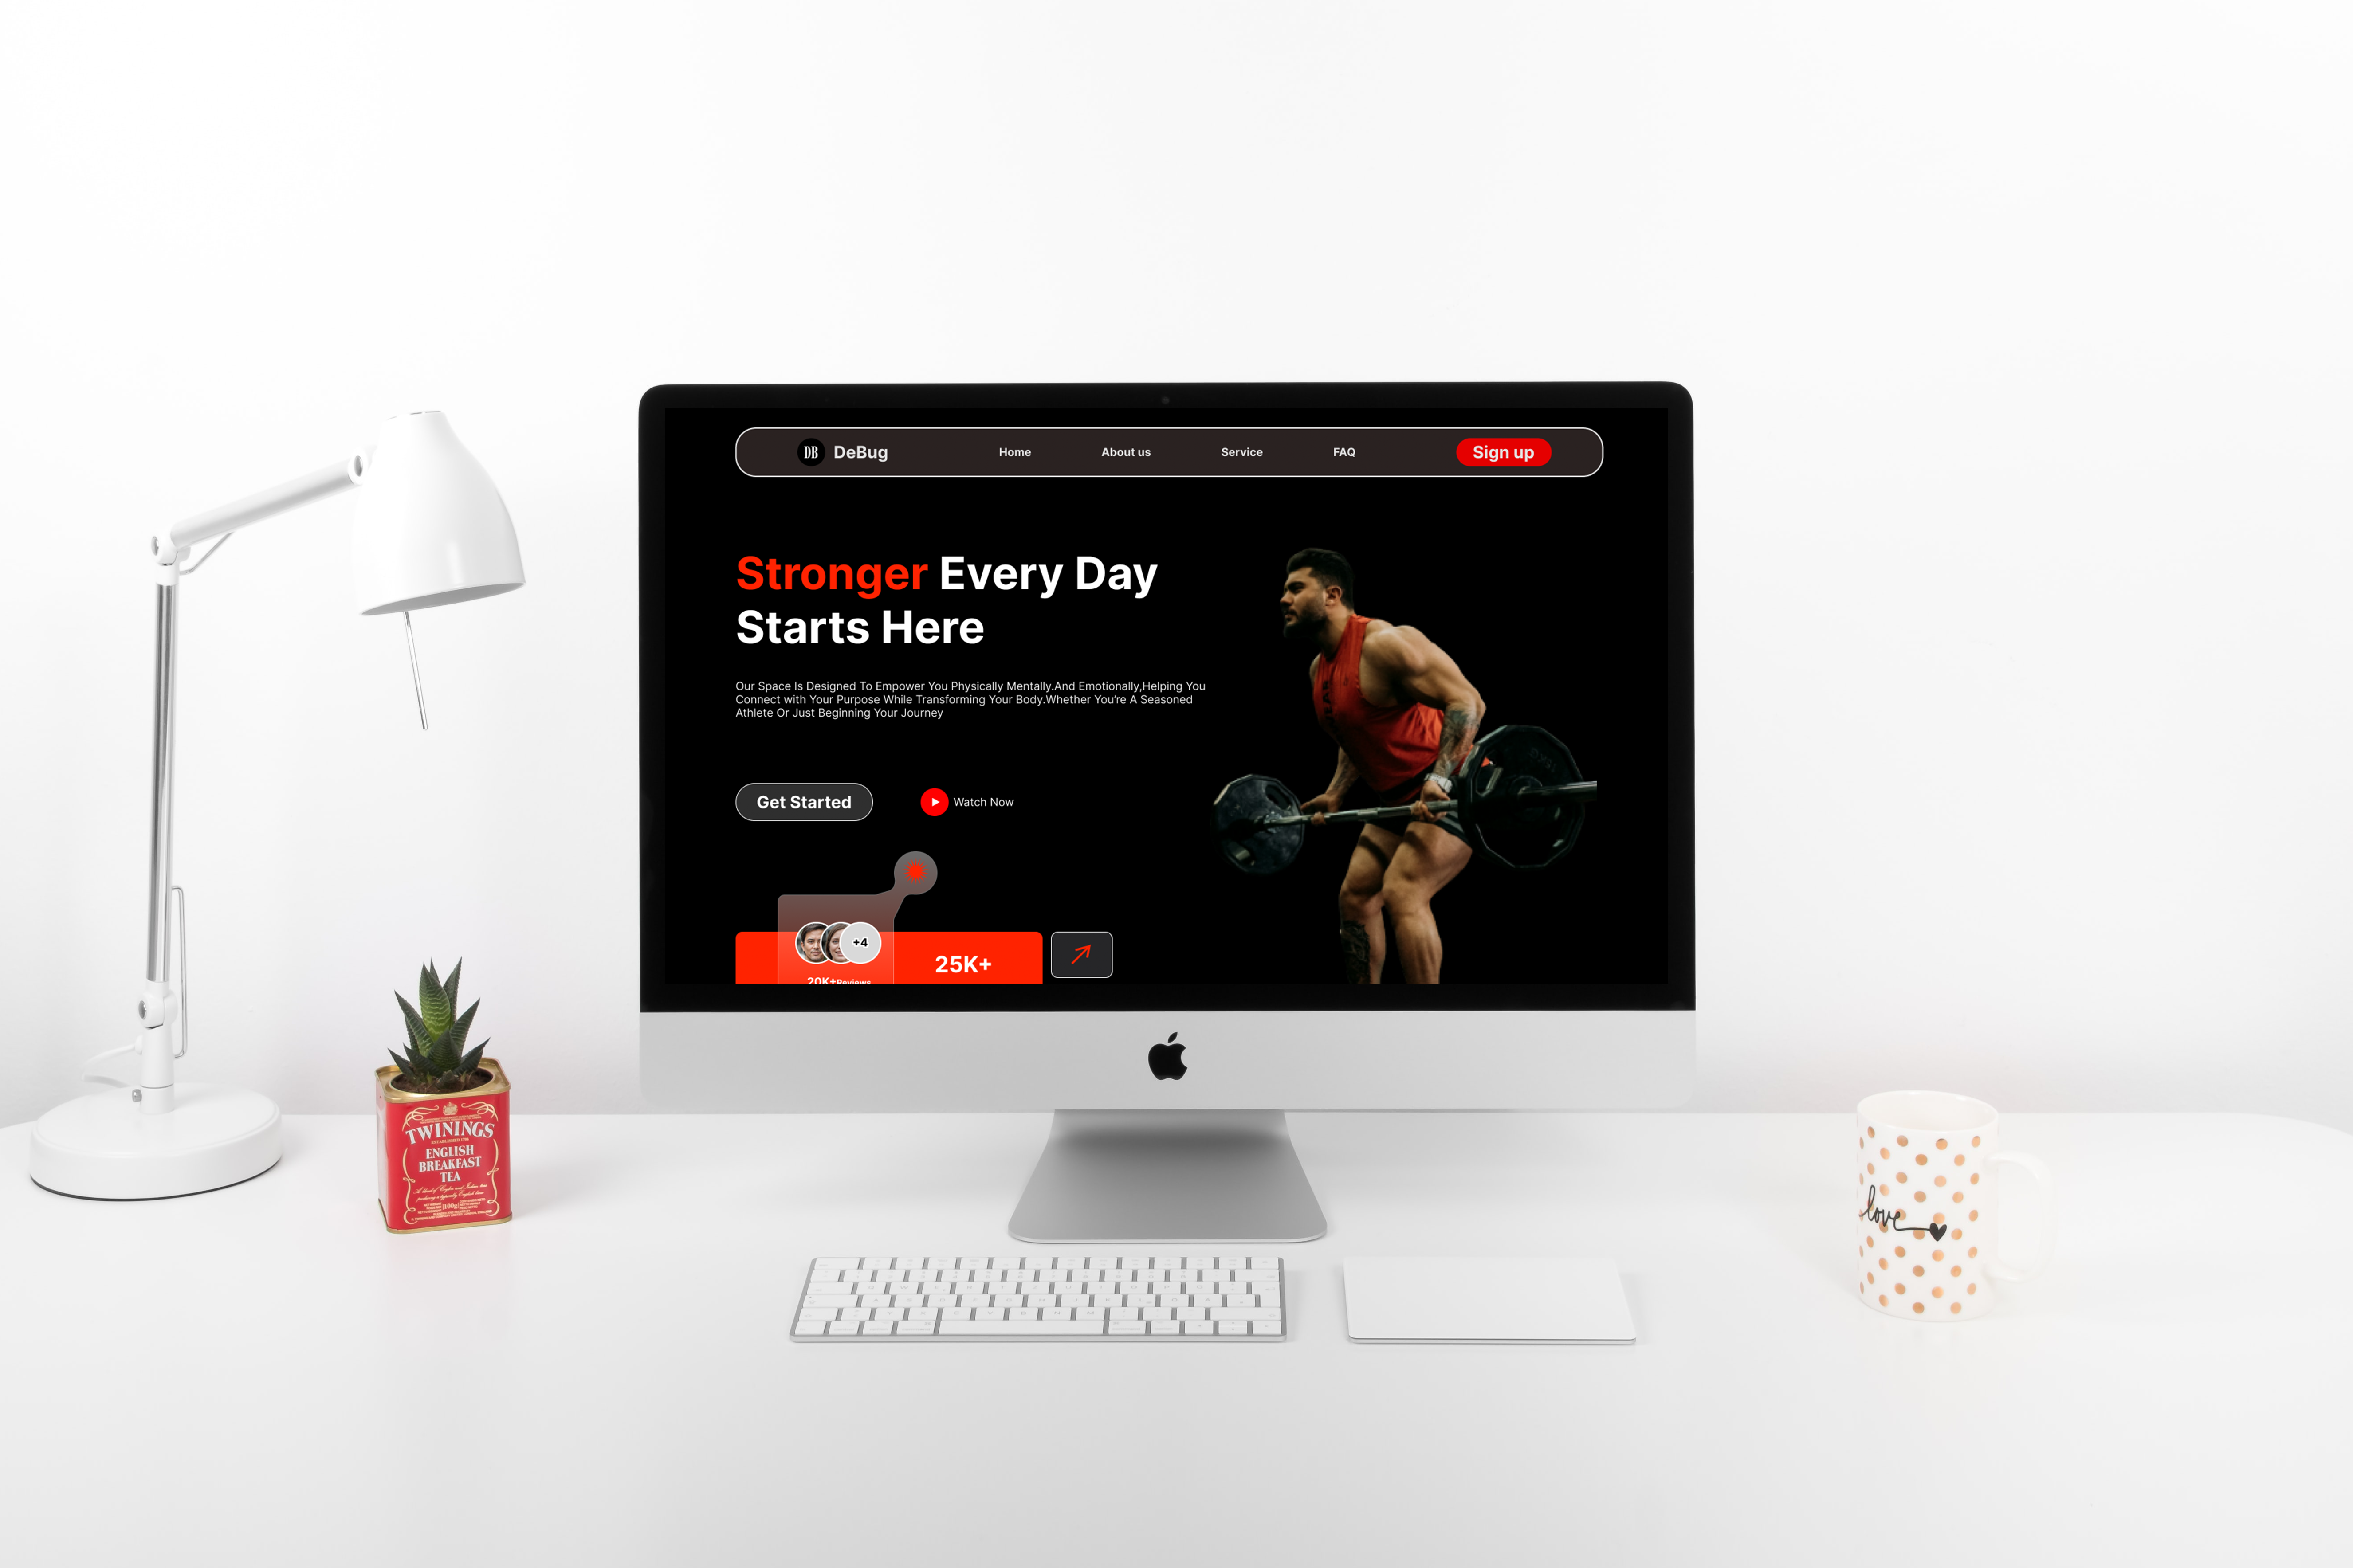 DB DeBug Home About us Service FAQ Sign up
Stronger Every Day
Starts Here
Our Space Is Designed To Empower You Physically Mentally.And Emotionally,Helping You
Connect with Your Purpose While Transforming Your Body.Whether You're A Seasoned
Athlete Or Just Beginning Your Journey
Get Started Watch Now
+4
25K+
20K+Reviews
TWININGS
ENGLISH
BREAKFAST
TEA
100g
love